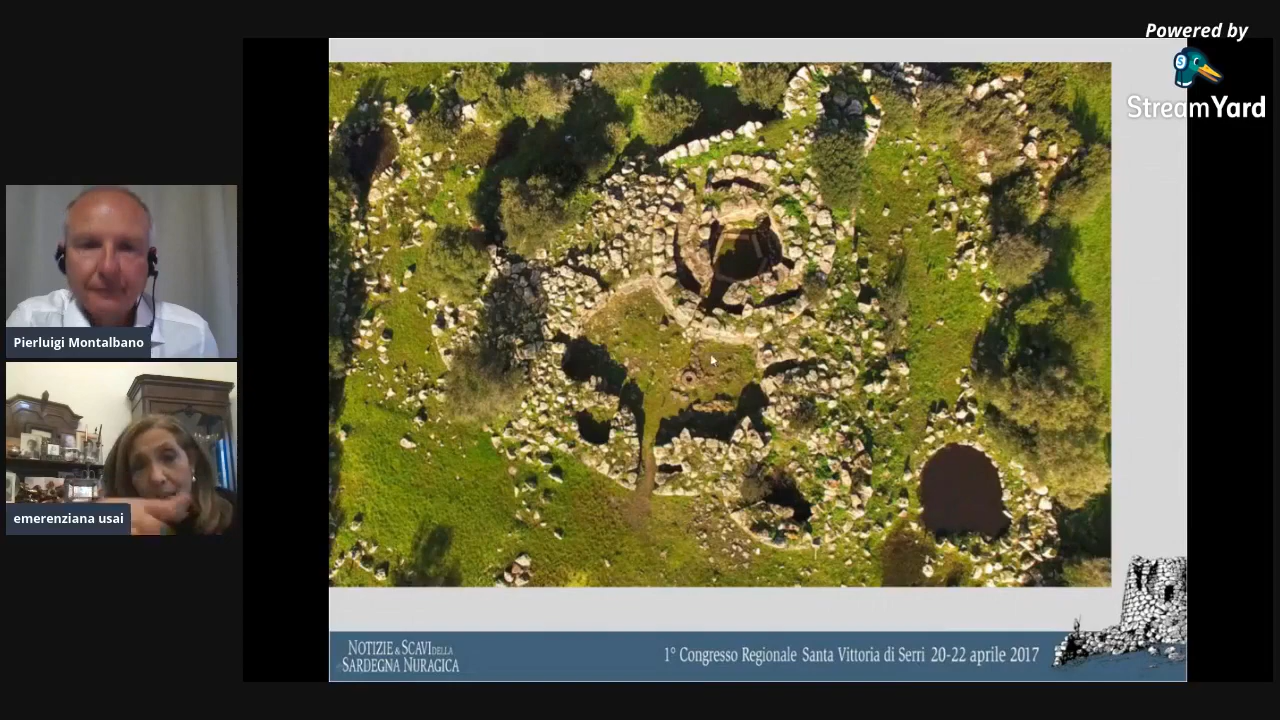 Powered by
StreamYard
Pierluigi Montalbano
emerenziana usai
NOTIZIE & SCAVI DELLA
SARDEGNA NURAGICA
1° Congresso Regionale Santa Vittoria di Serri 20-22 aprile 2017